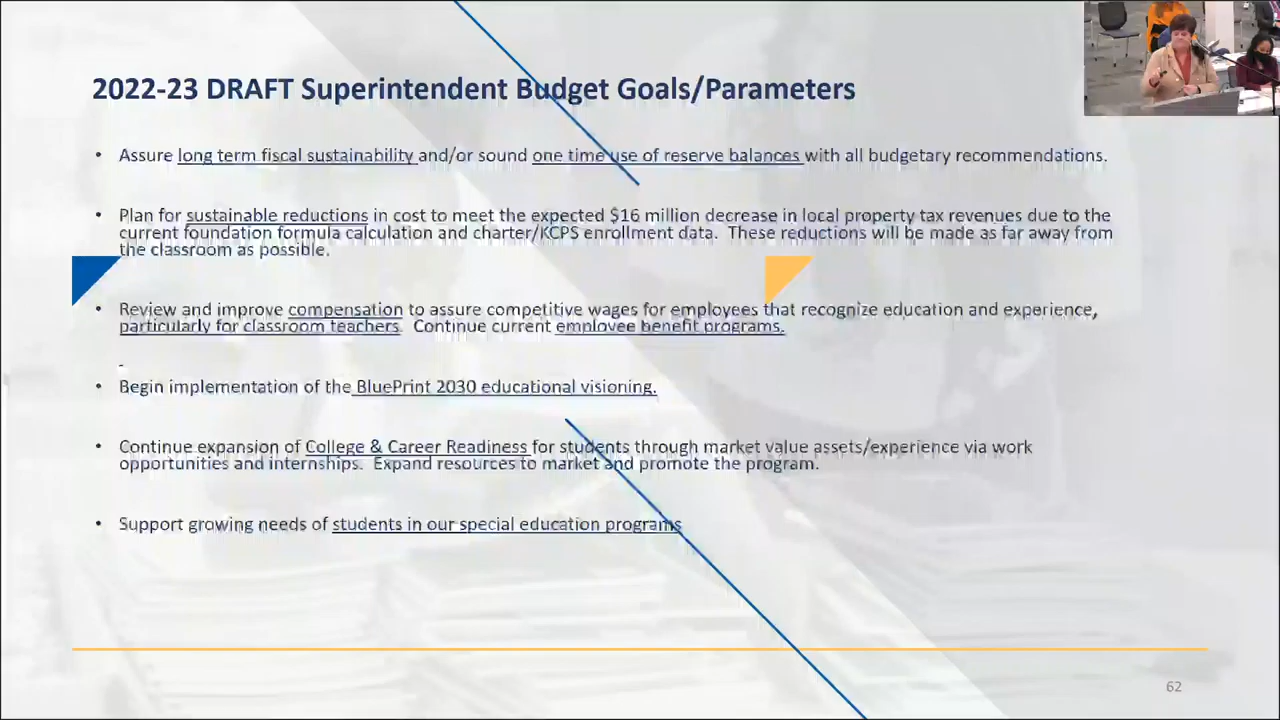 2022-23 DRAFT Superintendent Budget Goals/Parameters
• Assure long term fiscal sustainability and/or sound one time use of reserve balances with all budgetary recommendations.
• Plan for sustainable reductions in cost to meet the expected $16 million decrease in local property tax revenues due to the
current foundation formula calculation and charter/KCPS enrollment data. These reductions will be made as far away from
the classroom as possible.
• Review and improve compensation to assure competitive wages for employees that recognize education and experience,
particularly for classroom teachers. Continue current employee benefit programs.
• Begin implementation of the BluePrint 2030 educational visioning.
• Continue expansion of College & Career Readiness for students through market value assets/experience via work
opportunities and internships. Expand resources to market and promote the program.
• Support growing needs of students in our special education programs
62